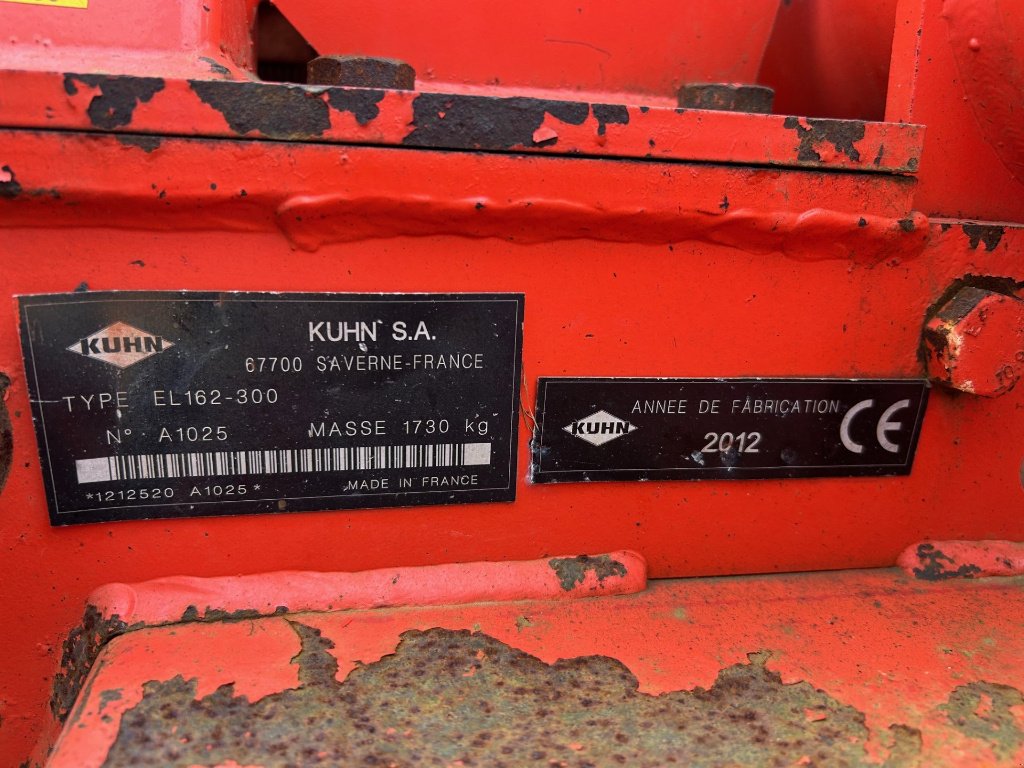 KUHN
KUHN S.A.
67700 SAVERNE-FRANCE
TYPE EL162-300
N° A1025 MASSE 1730 kg
*1212520 A1025*
MADE IN FRANCE
KUHN
ANNEE DE FABRICATION
2012
CE